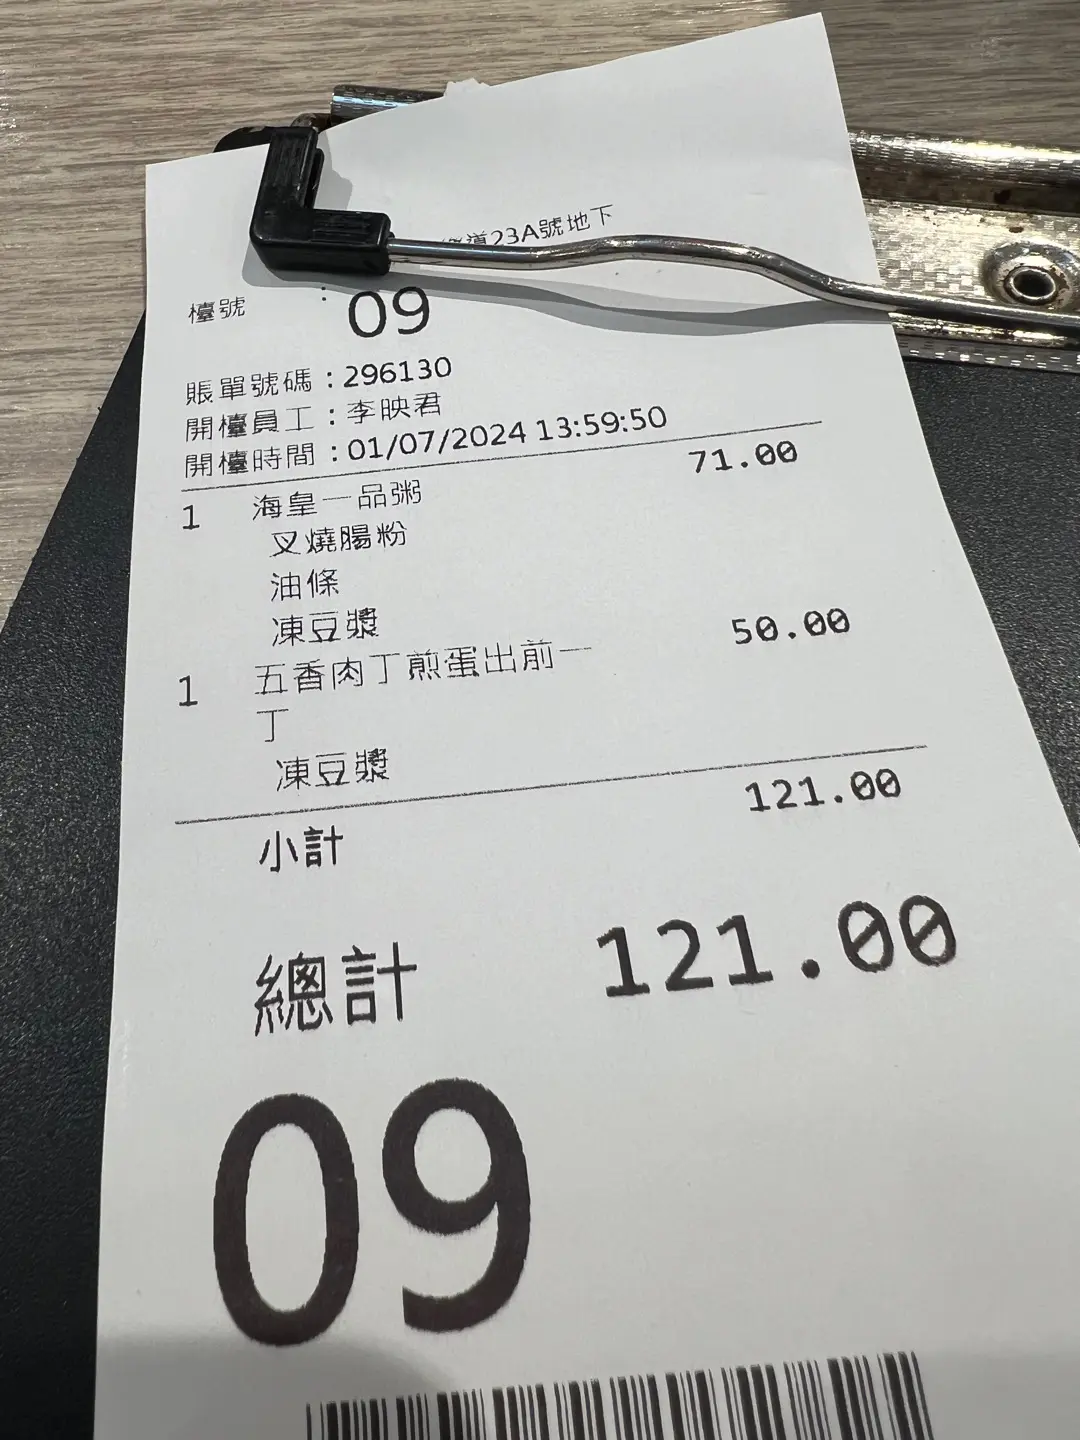 道23A號地下
檯號 : 09
賬單號碼：296130
開檯員工：李映君
開檯時間：01/07/2024 13:59:50
1 海皇一品粥 71.00
叉燒腸粉
油條
凍豆漿
1 五香肉丁煎蛋出前一 50.00
丁
凍豆漿
小計 121.00
總計 121.00
09